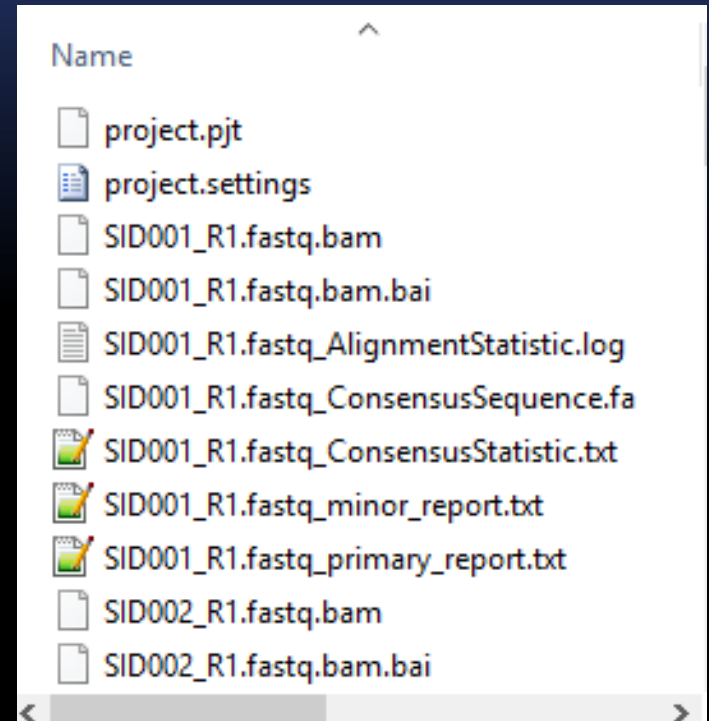 Name
project.pjt
project.settings
SID001_R1.fastq.bam
SID001_R1.fastq.bam.bai
SID001_R1.fastq_AlignmentStatistic.log
SID001_R1.fastq_ConsensusSequence.fa
SID001_R1.fastq_ConsensusStatistic.txt
SID001_R1.fastq_minor_report.txt
SID001_R1.fastq_primary_report.txt
SID002_R1.fastq.bam
SID002_R1.fastq.bam.bai